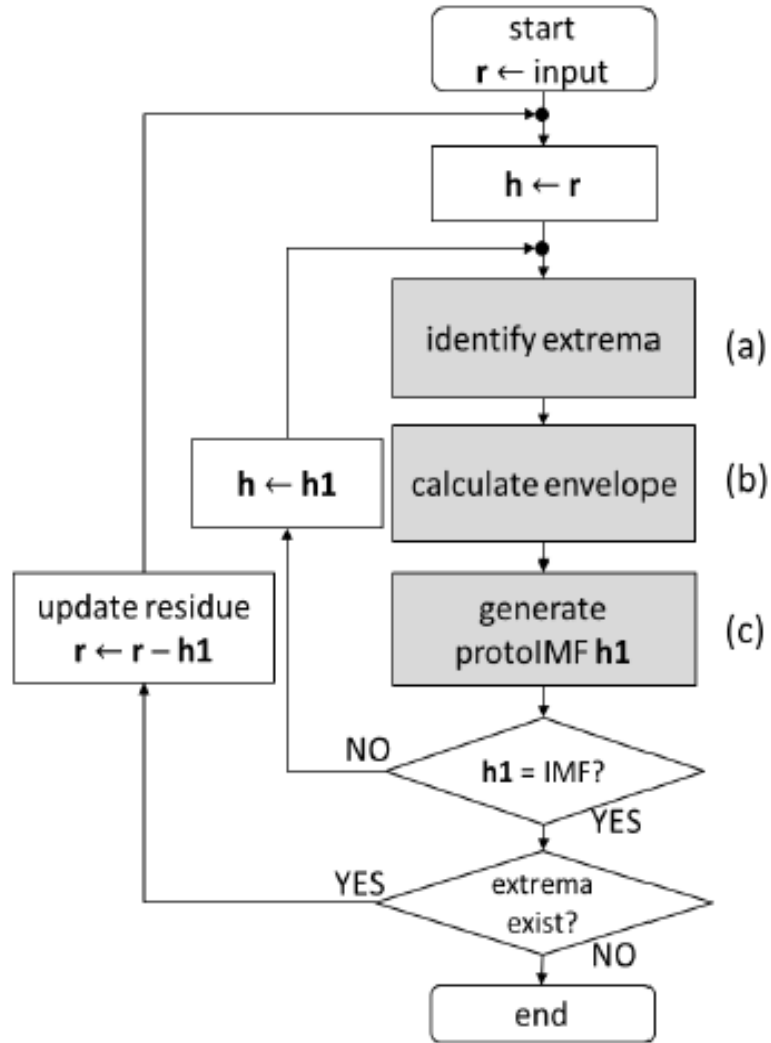 start
r ← input
h ← r
identify extrema
(a)
h ← h1
calculate envelope
(b)
update residue
r ← r – h1
generate
protoIMF h1
(c)
NO
h1 = IMF?
YES
YES
extrema
exist?
NO
end